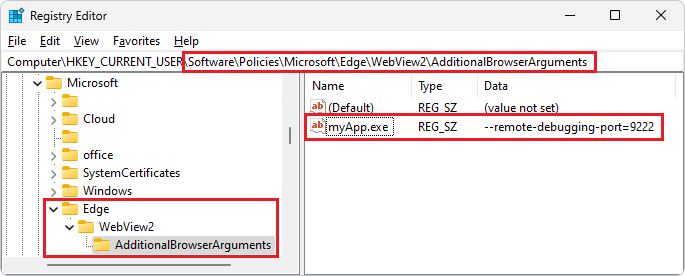 Registry Editor
File Edit View Favorites Help
Computer\HKEY_CURRENT_USER\Software\Policies\Microsoft\Edge\WebView2\AdditionalBrowserArguments
Microsoft
Cloud
office
SystemCertificates
Windows
Edge
WebView2
AdditionalBrowserArguments
Name Type Data
ab (Default) REG_SZ (value not set)
ab myApp.exe REG_SZ --remote-debugging-port=9222